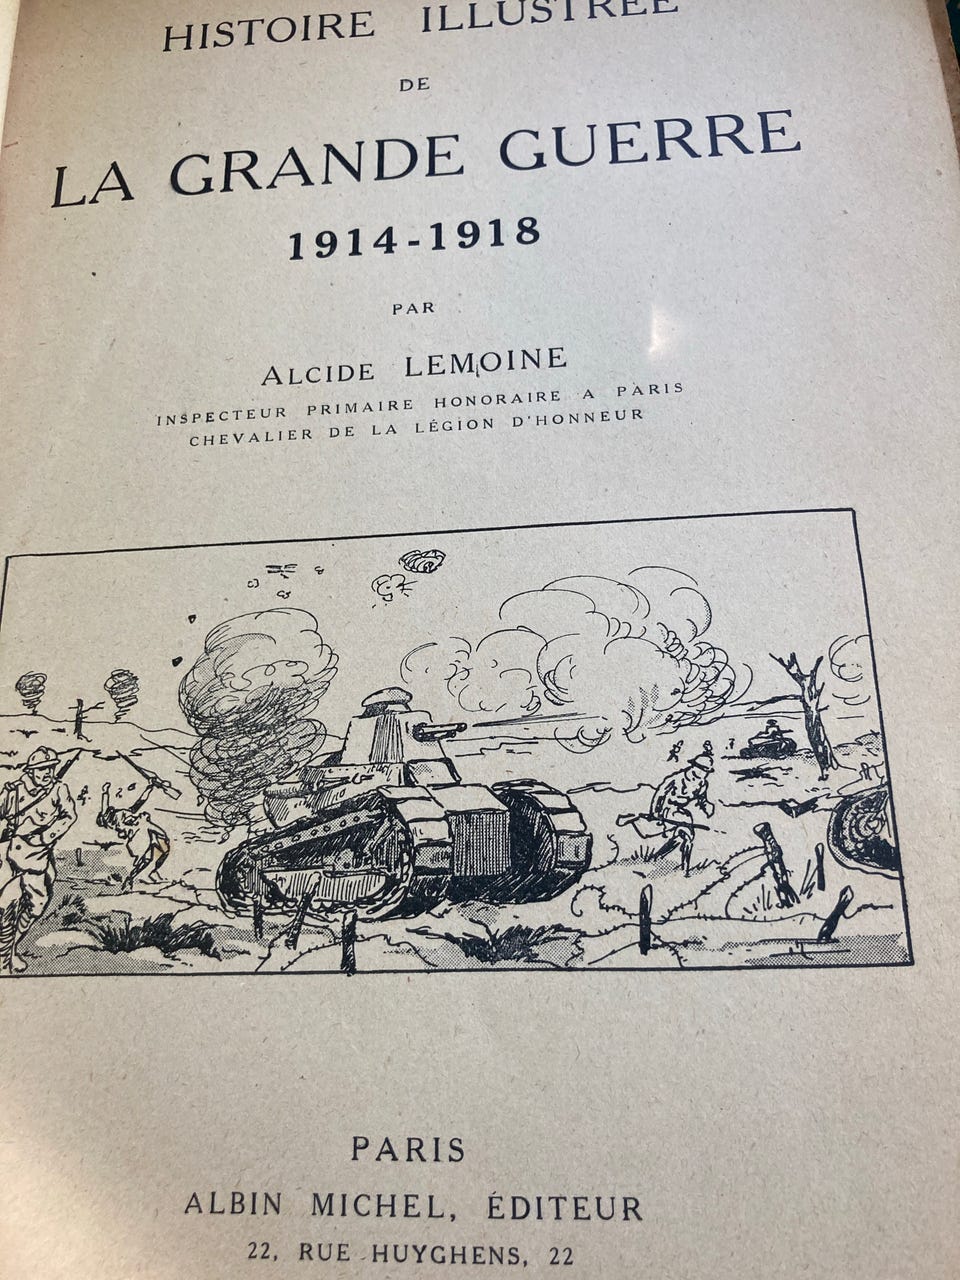 HISTOIRE ILLUSTRÉE
DE
LA GRANDE GUERRE
1914-1918
PAR
ALCIDE LEMOINE
INSPECTEUR PRIMAIRE HONORAIRE A PARIS
CHEVALIER DE LA LÉGION D'HONNEUR
PARIS
ALBIN MICHEL, ÉDITEUR
22, RUE HUYGHENS, 22